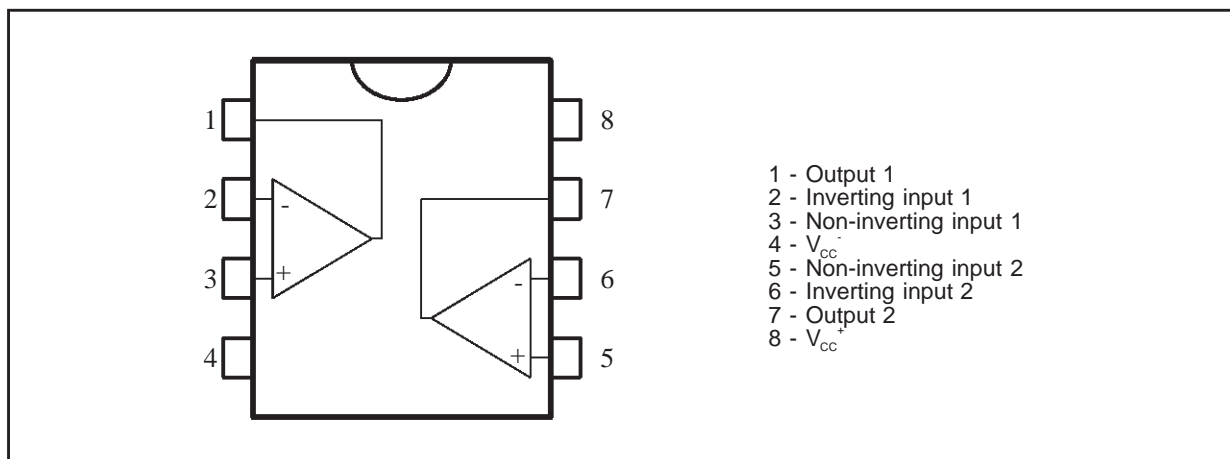 1
2
-
3
+
4
8
7
6
-
5
+
1 - Output 1
2 - Inverting input 1
3 - Non-inverting input 1
4 - VCC-
5 - Non-inverting input 2
6 - Inverting input 2
7 - Output 2
8 - VCC+